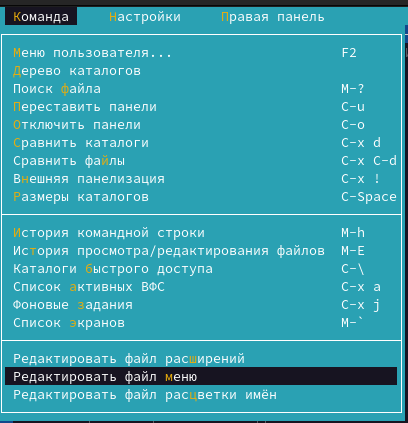 Команда Настройки Правая панель
Меню пользователя... F2
Дерево каталогов
Поиск файла M-?
Переставить панели C-u
Отключить панели C-o
Сравнить каталоги C-x d
Сравнить файлы C-x C-d
Внешняя панелизация C-x !
Размеры каталогов C-Space
История командной строки M-h
История просмотра/редактирования файлов M-E
Каталоги быстрого доступа C-\
Список активных ВФС C-x a
Фоновые задания C-x j
Список экранов M-`
Редактировать файл расширений
Редактировать файл меню
Редактировать файл расцветки имён